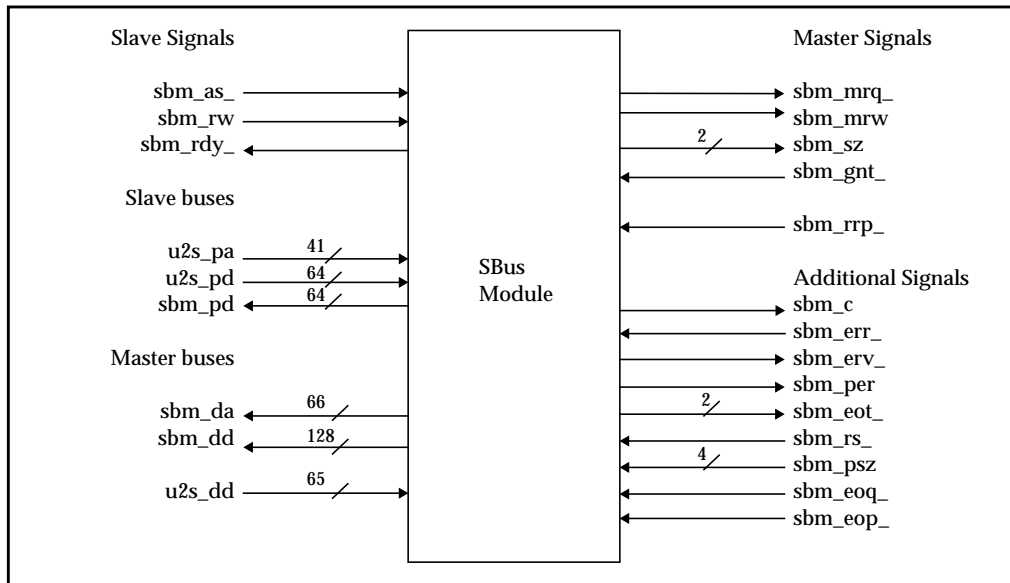 Slave Signals
sbm_as_
sbm_rw
sbm_rdy_
Slave buses
u2s_pa 41
u2s_pd 64
sbm_pd 64
Master buses
sbm_da 66
sbm_dd 128
u2s_dd 65
SBus
Module
Master Signals
sbm_mrq_
sbm_mrw
2 sbm_sz
sbm_gnt_
sbm_rrp_
Additional Signals
sbm_c
sbm_err_
sbm_erv_
sbm_per
2 sbm_eot_
sbm_rs_
4 sbm_psz
sbm_eoq_
sbm_eop_